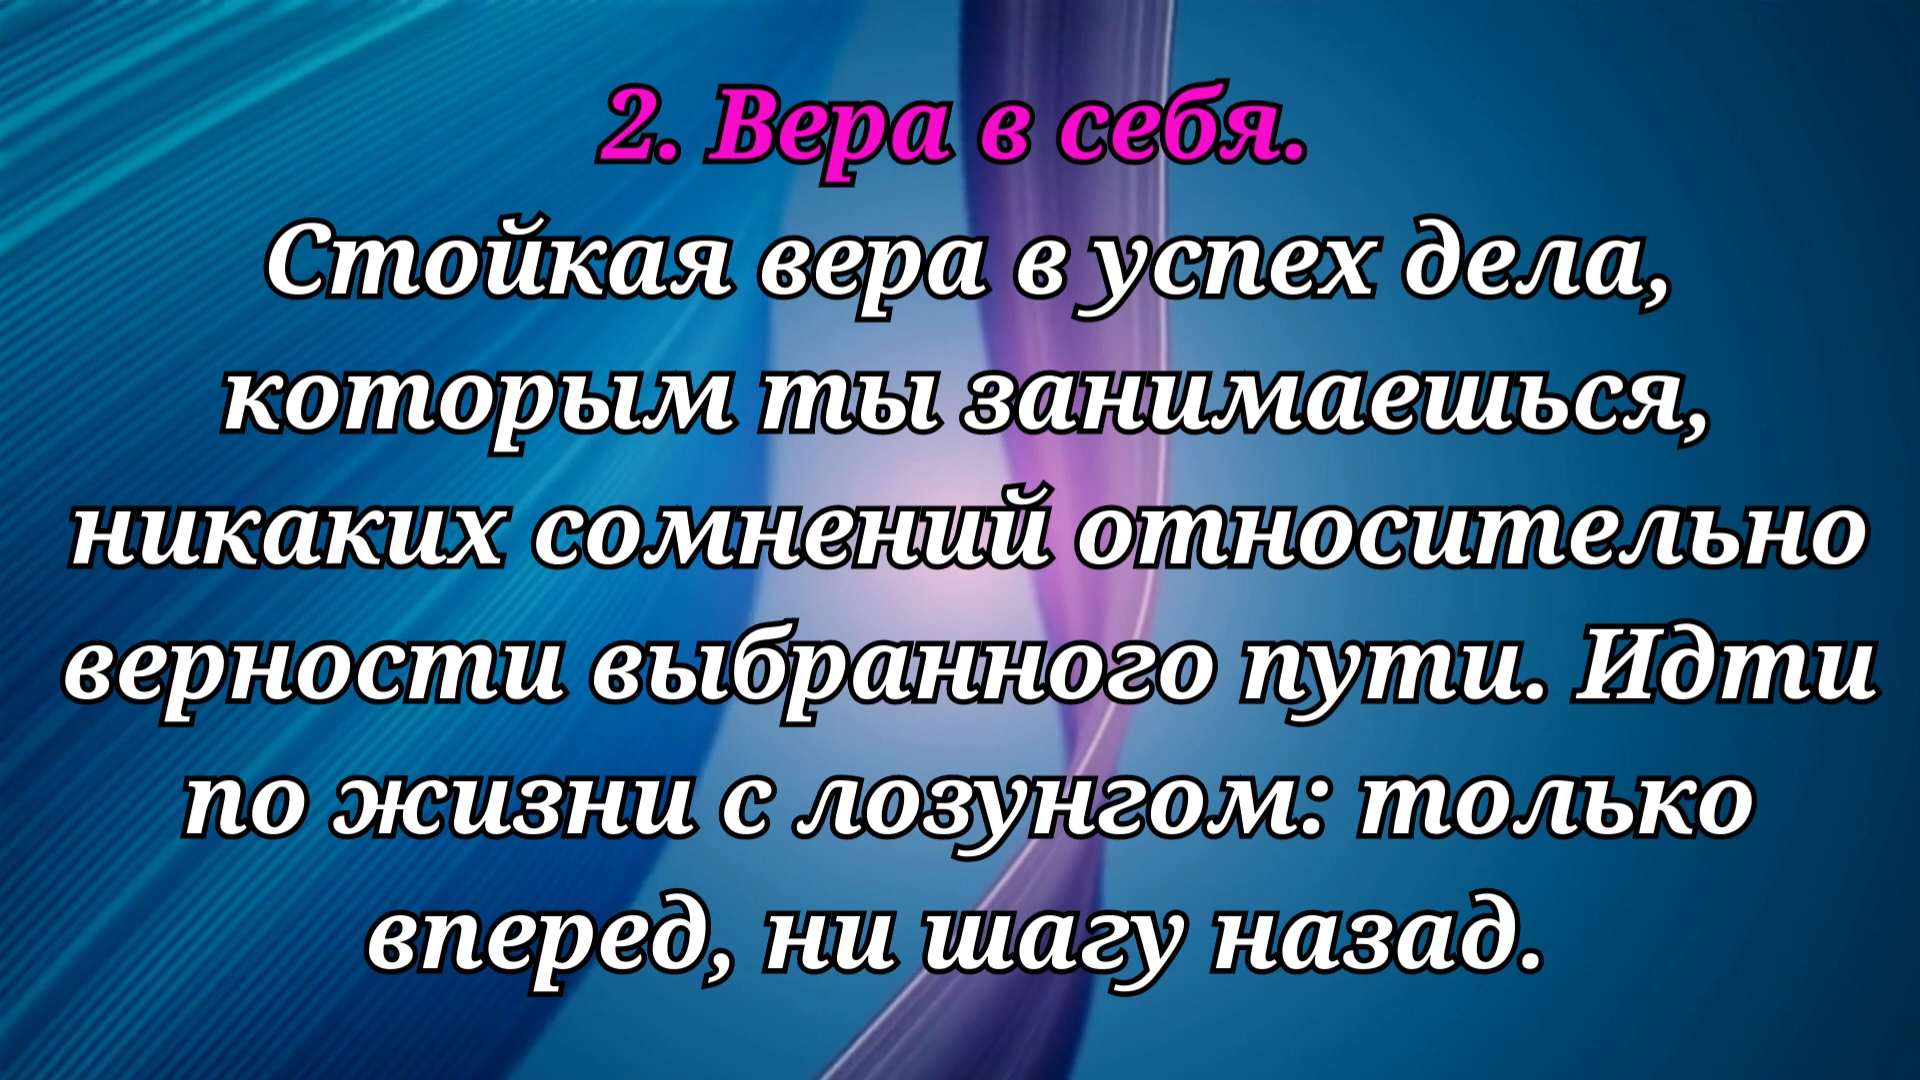 2. Вера в себя.
Стойкая вера в успех дела,
которым ты занимаешься,
никаких сомнений относительно
верности выбранного пути. Идти
по жизни с лозунгом: только
вперед, ни шагу назад.